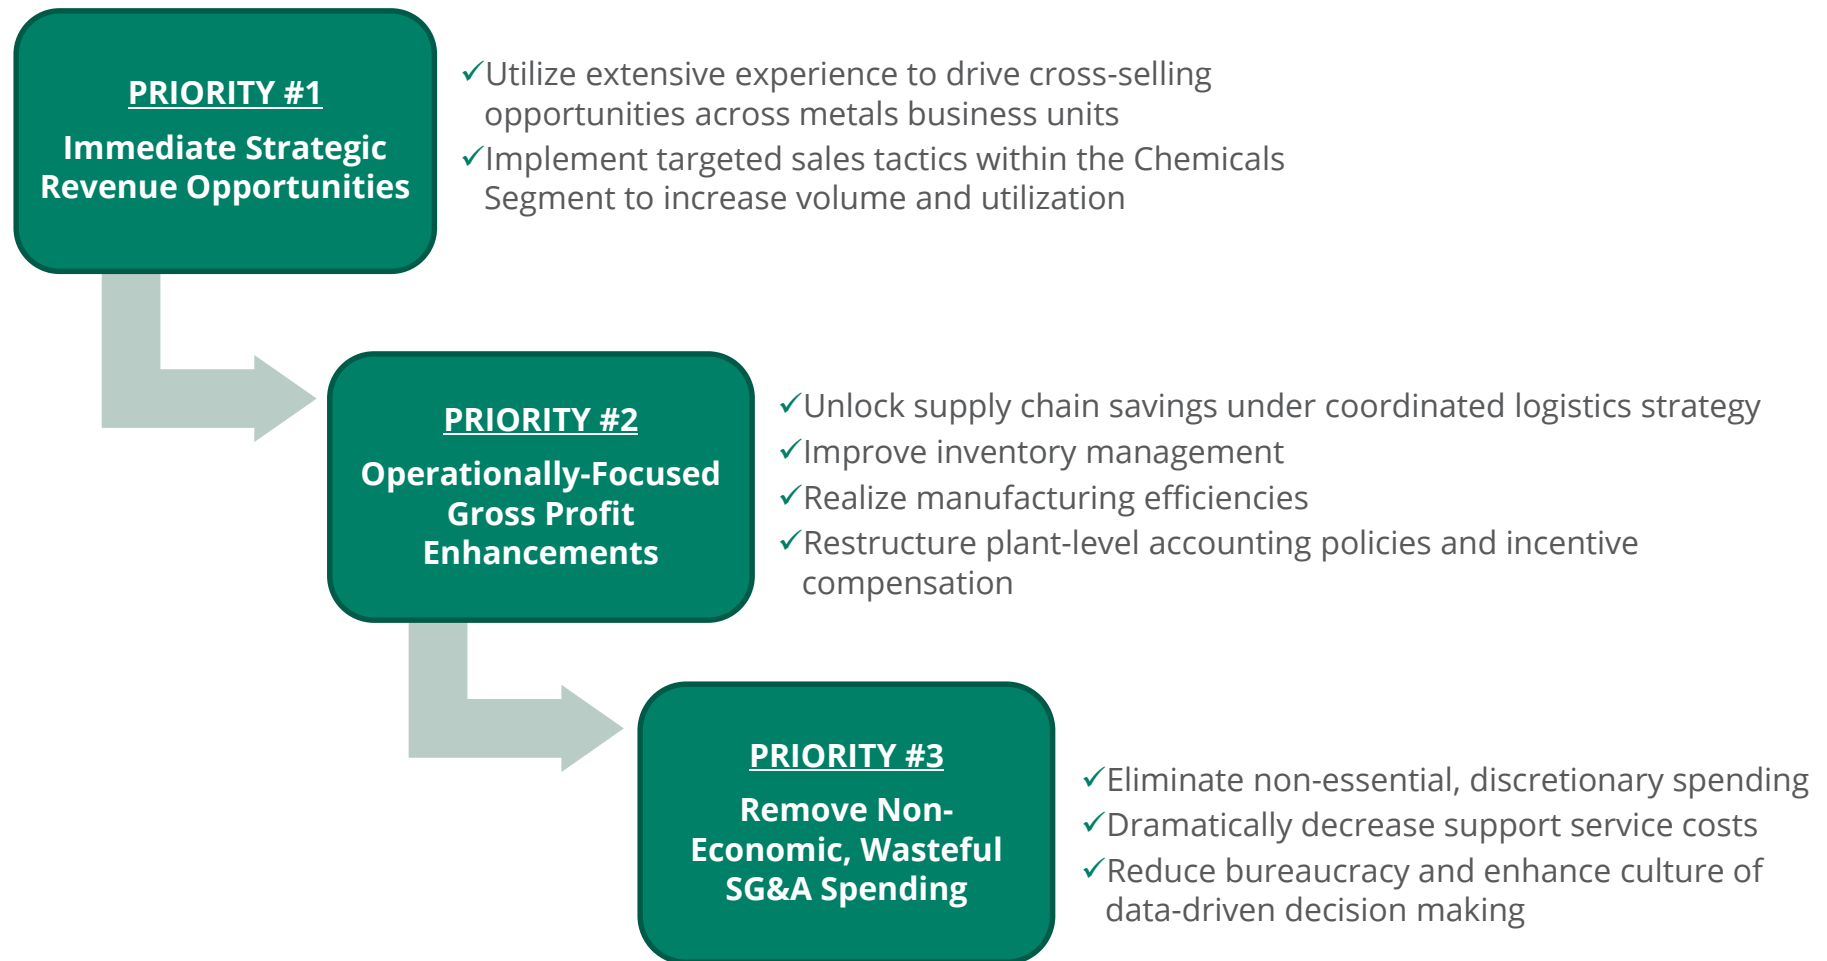 PRIORITY #1
Immediate Strategic
Revenue Opportunities
✓Utilize extensive experience to drive cross-selling
opportunities across metals business units
✓Implement targeted sales tactics within the Chemicals
Segment to increase volume and utilization
PRIORITY #2
Operationally-Focused
Gross Profit
Enhancements
✓Unlock supply chain savings under coordinated logistics strategy
✓Improve inventory management
✓Realize manufacturing efficiencies
✓Restructure plant-level accounting policies and incentive
compensation
PRIORITY #3
Remove Non-
Economic, Wasteful
SG&A Spending
✓Eliminate non-essential, discretionary spending
✓Dramatically decrease support service costs
✓Reduce bureaucracy and enhance culture of
data-driven decision making